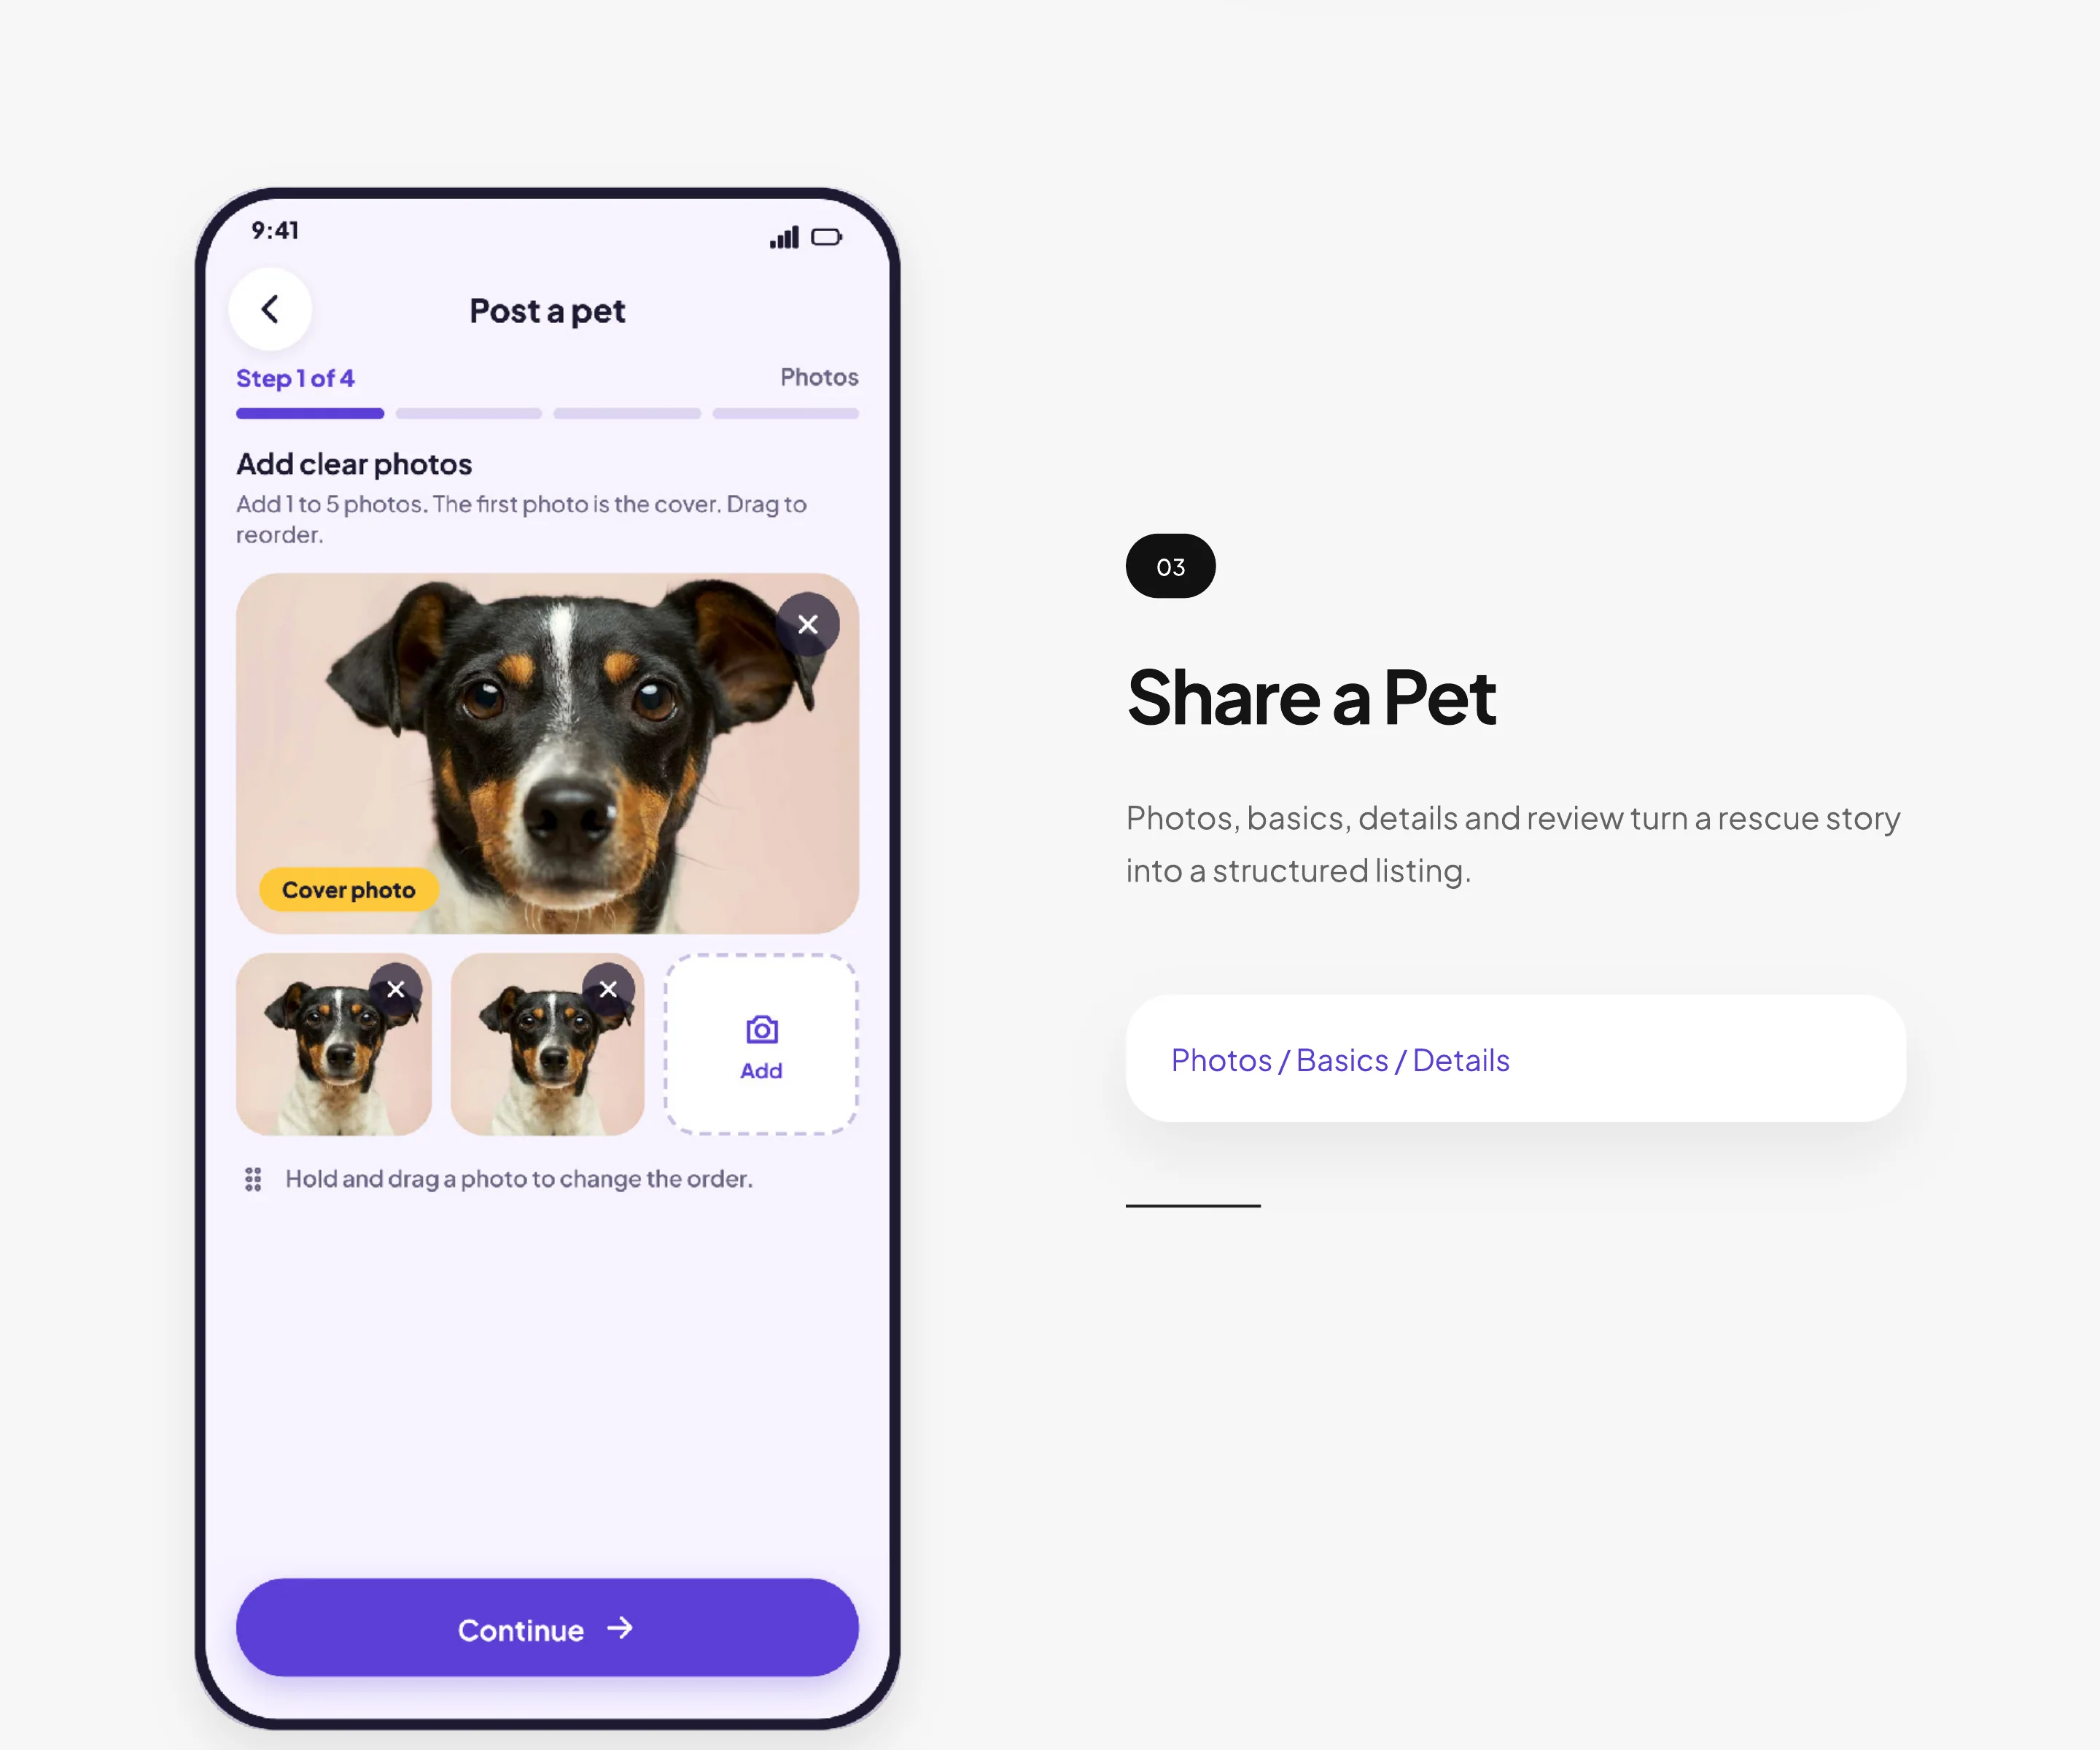 9:41
Post a pet
Step 1 of 4
Photos
Add clear photos
Add 1 to 5 photos. The first photo is the cover. Drag to
reorder.
Cover photo
Add
Hold and drag a photo to change the order.
Continue
03
Share a Pet
Photos, basics, details and review turn a rescue story
into a structured listing.
Photos / Basics / Details